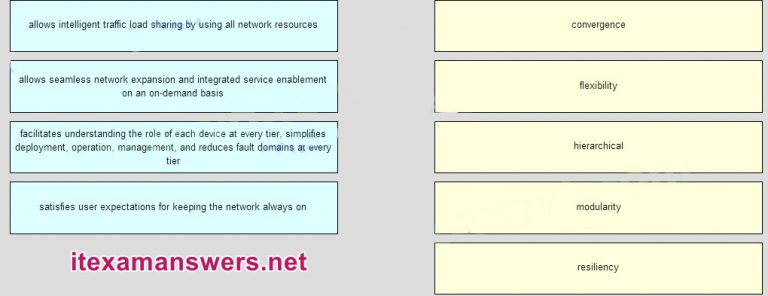 allows intelligent traffic load sharing by using all network resources
allows seamless network expansion and integrated service enablement
on an on-demand basis
facilitates understanding the role of each device at every tier, simplifies
deployment, operation, management, and reduces fault domains at every
tier
satisfies user expectations for keeping the network always on
itexamanswers.net
convergence
flexibility
hierarchical
modularity
resiliency